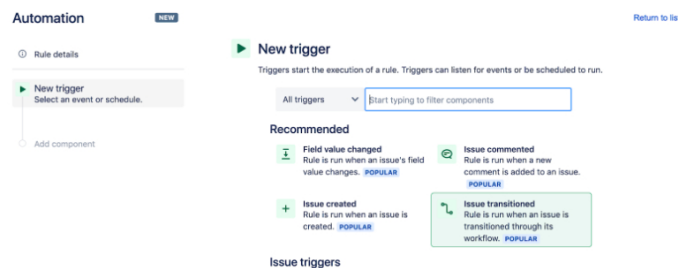 Automation NEW
Return to lis
Rule details
New trigger
Select an event or schedule.
Add component
New trigger
Triggers start the execution of a rule. Triggers can listen for events or be scheduled to run.
All triggers
Start typing to filter components
Recommended
Field value changed
Rule is run when an issue's field
value changes. POPULAR
Issue commented
Rule is run when a new
comment is added to an issue.
POPULAR
Issue created
Rule is run when an issue is
created. POPULAR
Issue transitioned
Rule is run when an issue is
transitioned through its
workflow. POPULAR
Issue triggers